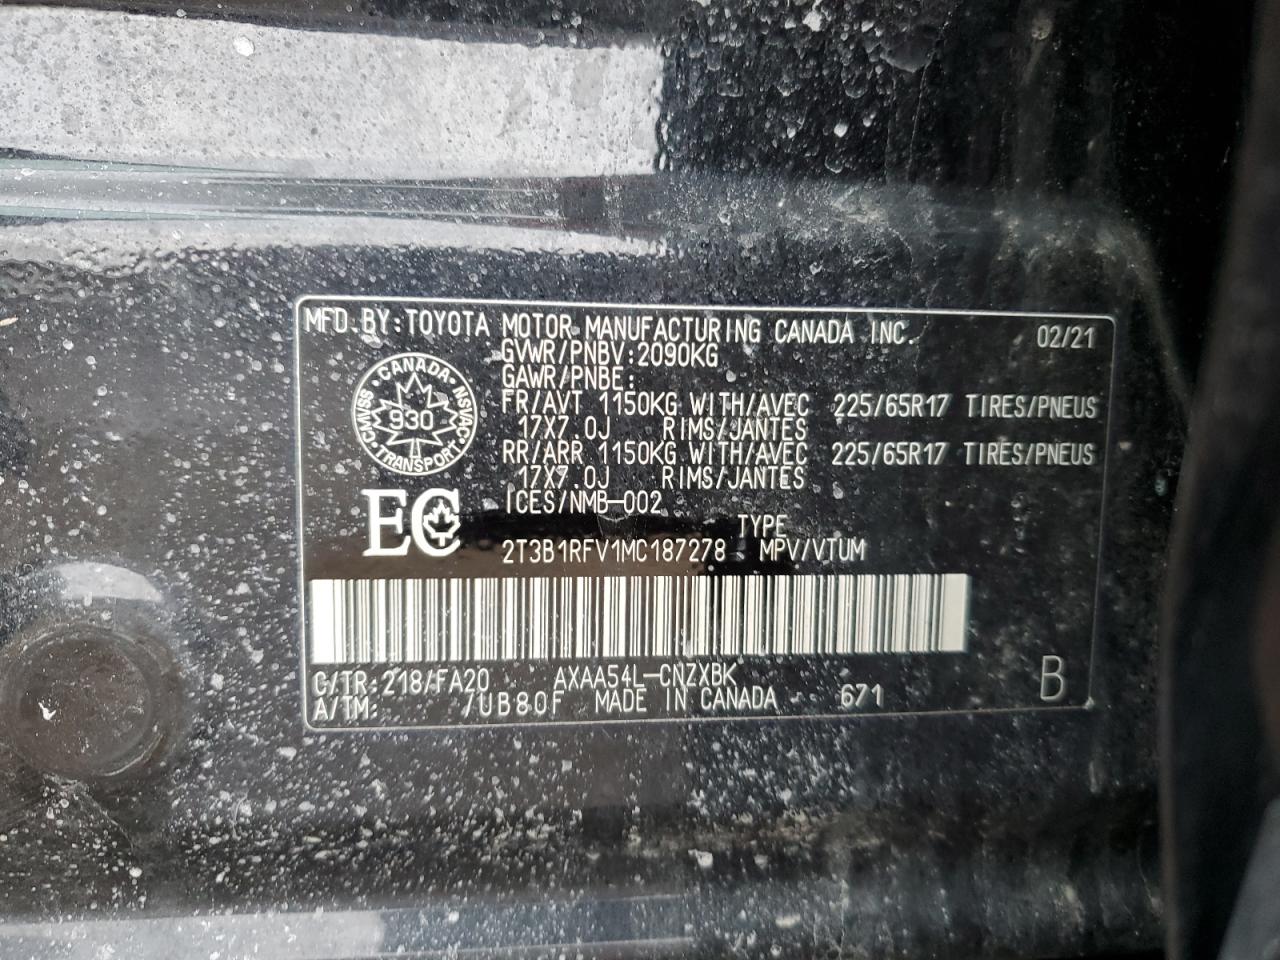 MFD.BY:TOYOTA MOTOR MANUFACTURING CANADA INC. 02/21
GVWR/PNBV:2090KG
GAWR/PNBE:
FR/AVT 1150KG WITH/AVEC 225/65R17 TIRES/PNEUS
17X7.0J RIMS/JANTES
RR/ARR 1150KG WITH/AVEC 225/65R17 TIRES/PNEUS
17X7.0J RIMS/JANTES
ICES/NMB-002
CANADA
CMVSS NSVAC
930
TRANSPORT
EC
TYPE
2T3B1RFV1MC187278 MPV/VTUM
C/TR:218/FA20 AXAA54L-CNZXBK
A/TM: /UB80F MADE IN CANADA 671
B